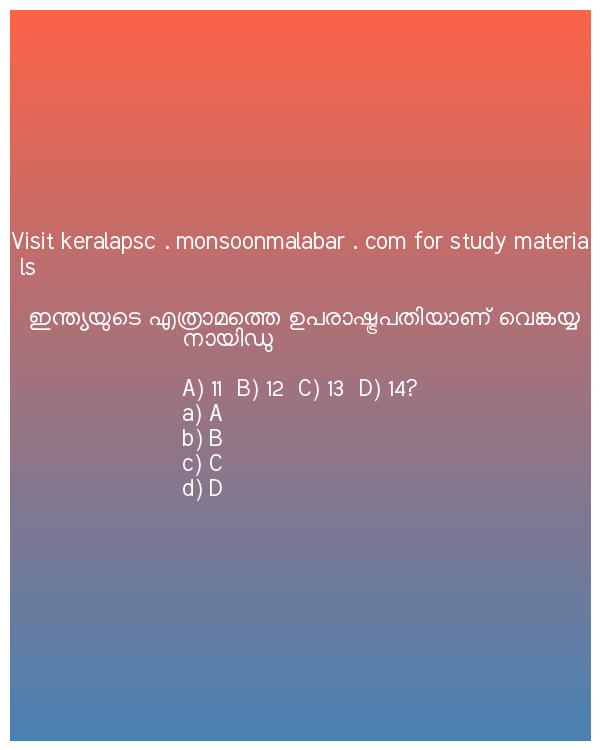 Visit keralapsc . monsoonmalabar . com for study materia
ls
ഇന്ത്യയുടെ എത്രാമത്തെ ഉപരാഷ്ട്രപതിയാണ് വെങ്കയ്യ
നായിഡു
A) 11 B) 12 C) 13 D) 14?
a) A
b) B
c) C
d) D